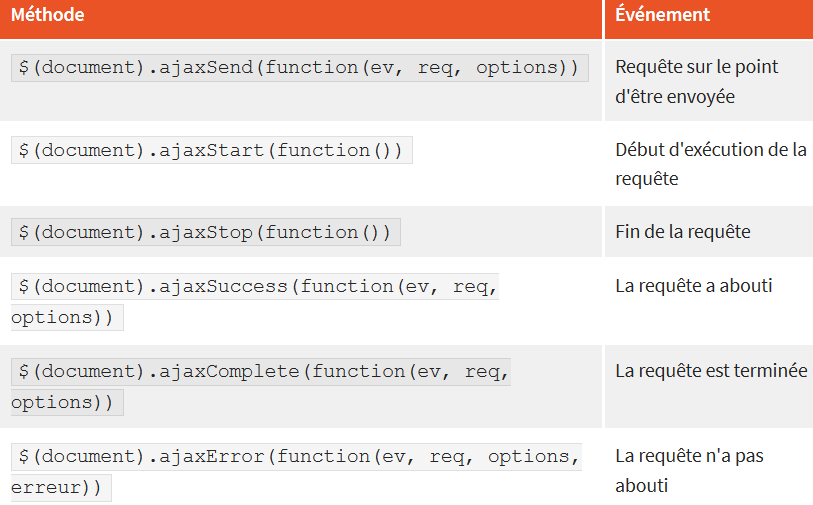 Méthode Événement
$(document).ajaxSend(function(ev, req, options)) Requête sur le point
d'être envoyée
$(document).ajaxStart(function()) Début d'exécution de la
requête
$(document).ajaxStop(function()) Fin de la requête
$(document).ajaxSuccess(function(ev, req, La requête a abouti
options))
$(document).ajaxComplete(function(ev, req, La requête est terminée
options))
$(document).ajaxError(function(ev, req, options, La requête n'a pas
erreur)) abouti